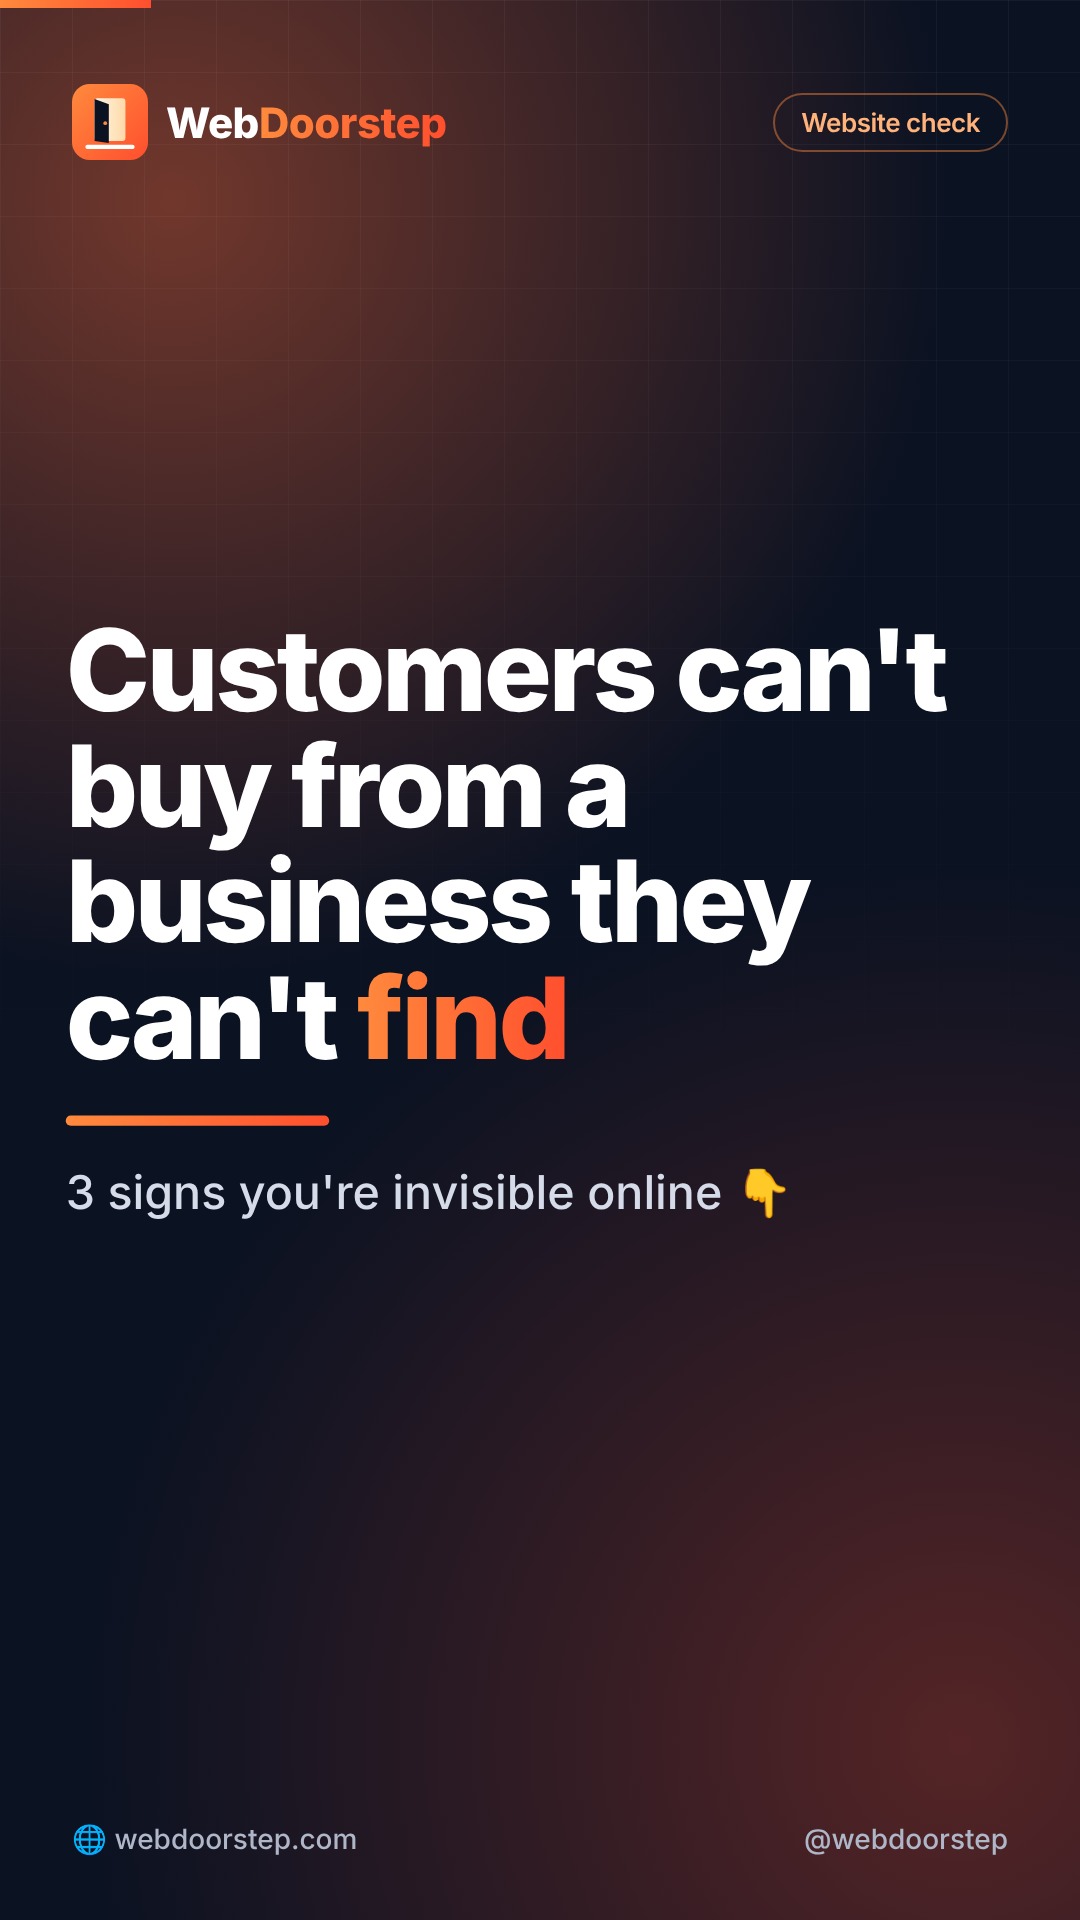 WebDoorstep
Website check
Customers can't
buy from a
business they
can't find
3 signs you're invisible online 👇
🌐 webdoorstep.com
@webdoorstep